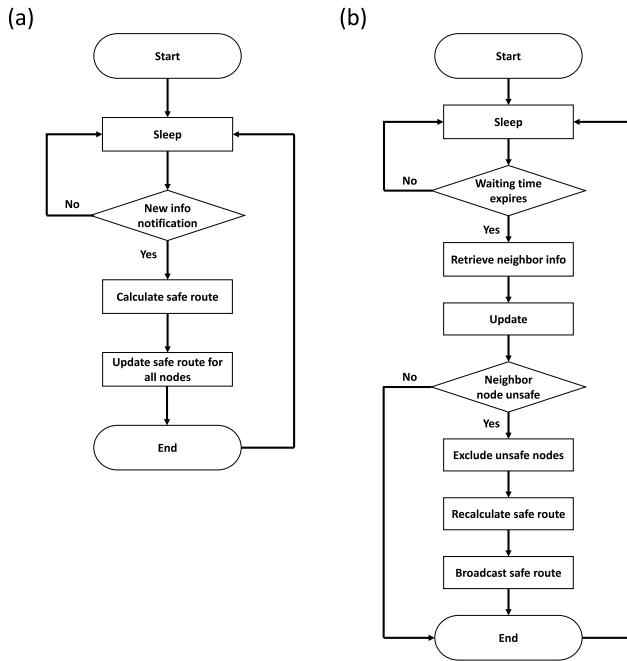 (a)
Start
Sleep
No
New info
notification
Yes
Calculate safe route
Update safe route for
all nodes
End
(b)
Start
Sleep
No
Waiting time
expires
Yes
Retrieve neighbor info
Update
No
Neighbor
node unsafe
Yes
Exclude unsafe nodes
Recalculate safe route
Broadcast safe route
End